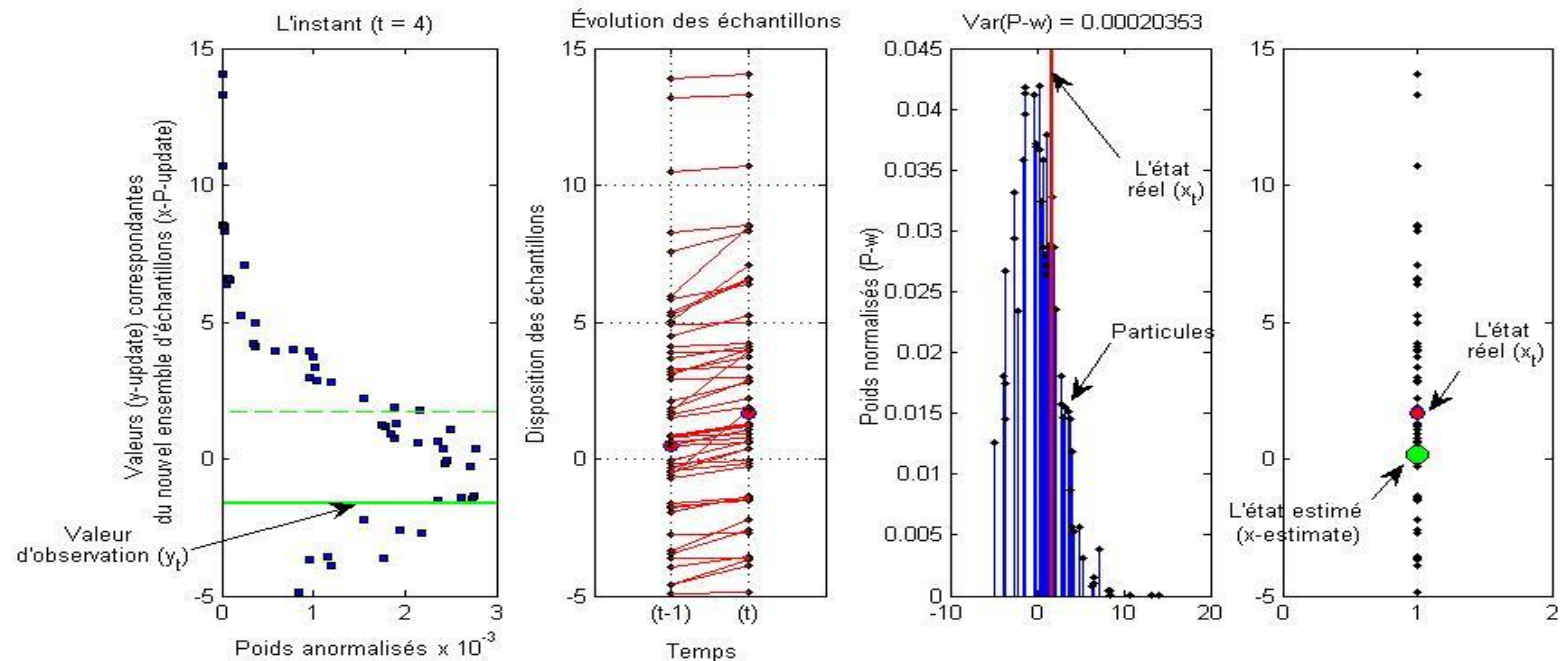 L'instant (t = 4)
15
10
5
0
-5
0
1
2
3
Valeurs (y-update) correspondantes
du nouvel ensemble d'échantillons (x-P-update)
Valeur
d'observation (yt)
Poids anormalisés x 10-3
Évolution des échantillons
15
10
5
0
-5
(t-1)
(t)
Disposition des échantillons
Temps
Var(P-w) = 0.00020353
0.045
0.04
0.035
0.03
0.025
0.02
0.015
0.01
0.005
0
-10
0
10
20
Poids normalisés (P-w)
L'état
réel (xt)
Particules
15
10
5
0
-5
0
1
2
L'état
réel (xt)
L'état estimé
(x-estimate)